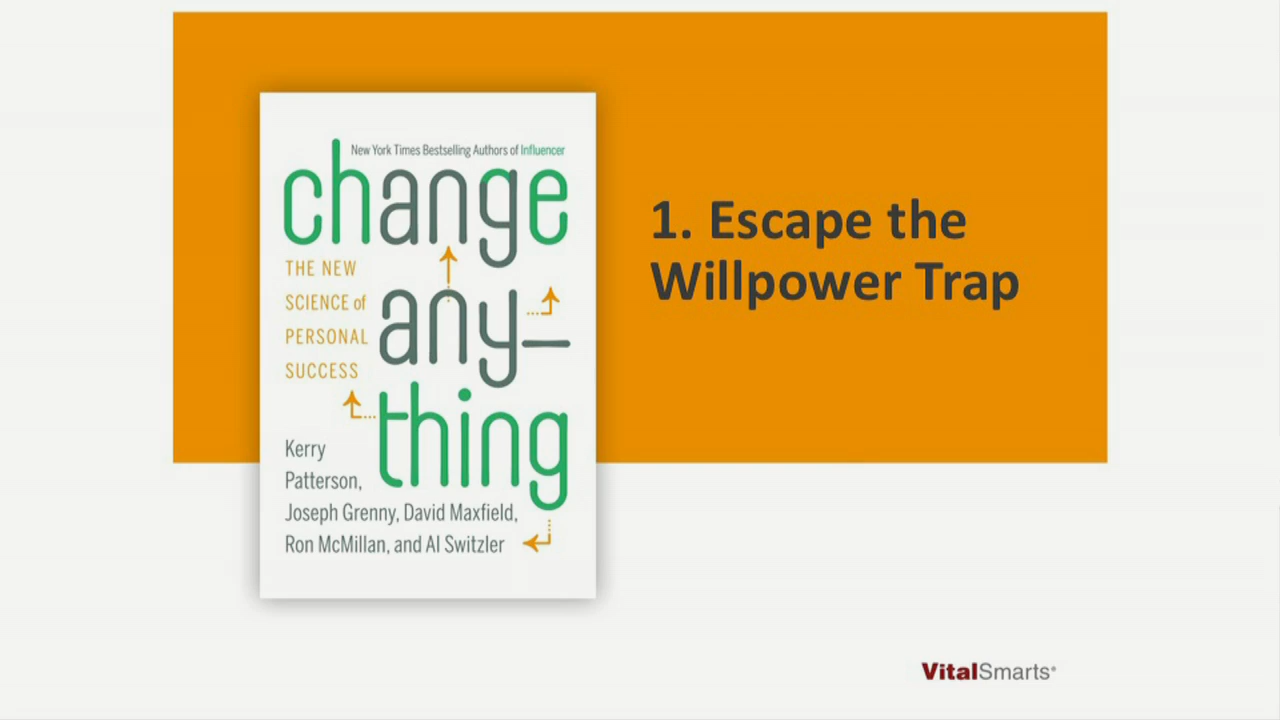 New York Times Bestselling Authors of Influencer
change
THE NEW
SCIENCE of
PERSONAL
SUCCESS
any—
thing
Kerry
Patterson,
Joseph Grenny, David Maxfield,
Ron McMillan, and Al Switzler
1. Escape the
Willpower Trap
VitalSmarts®